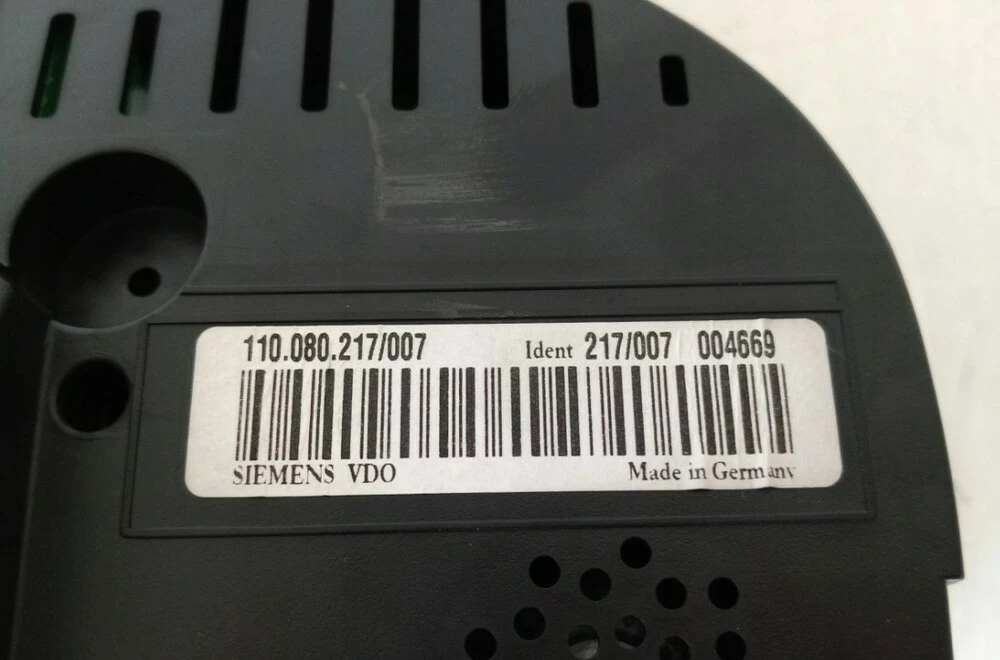 110.080.217/007 Ident 217/007 004669
SIEMENS VDO Made in Germany